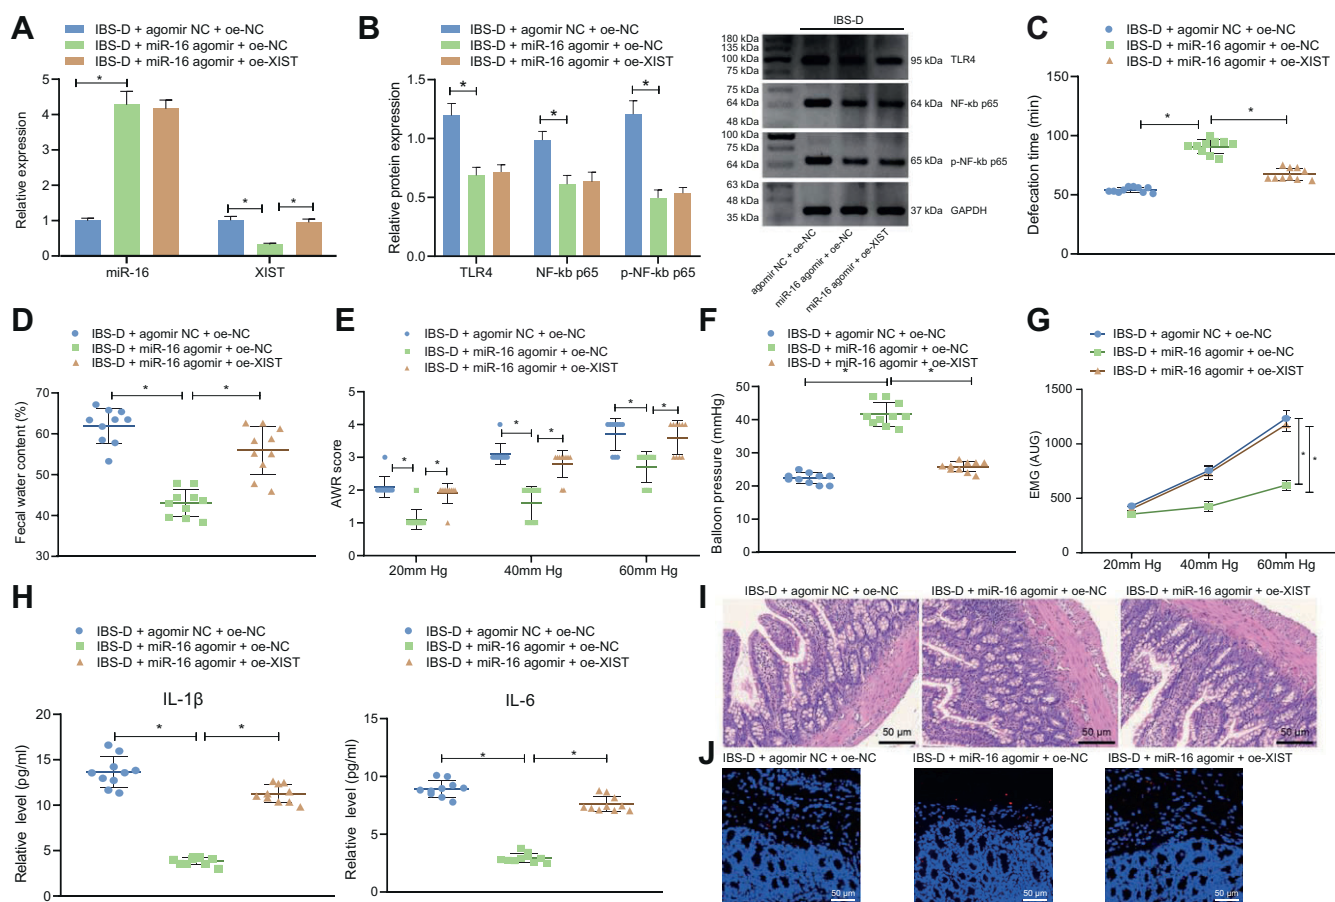 A
IBS-D + agomir NC + oe-NC
IBS-D + miR-16 agomir + oe-NC
IBS-D + miR-16 agomir + oe-XIST
Relative expression
5
4
3
2
1
0
*
*
*
miR-16
XIST
B
IBS-D + agomir NC + oe-NC
IBS-D + miR-16 agomir + oe-NC
IBS-D + miR-16 agomir + oe-XIST
Relative protein expression
1.5
1.0
0.5
0.0
*
*
*
TLR4
NF-kb p65
p-NF-kb p65
IBS-D
180 kDa
135 kDa
100 kDa
75 kDa
95 kDa
TLR4
75 kDa
64 kDa
48 kDa
64 kDa
NF-κb p65
100 kDa
75 kDa
64 kDa
65 kDa
p-NF-kb p65
63 kDa
48 kDa
35 kDa
37 kDa
GAPDH
agomir NC + oe-NC
miR-16 agomir + oe-NC
miR-16 agomir + oe-XIST
C
IBS-D + agomir NC + oe-NC
IBS-D + miR-16 agomir + oe-NC
IBS-D + miR-16 agomir + oe-XIST
Defecation time (min)
150
100
50
0
*
*
D
IBS-D + agomir NC + oe-NC
IBS-D + miR-16 agomir + oe-NC
IBS-D + miR-16 agomir + oe-XIST
Fecal water content (%)
70
60
50
40
30
*
*
E
IBS-D + agomir NC + oe-NC
IBS-D + miR-16 agomir + oe-NC
IBS-D + miR-16 agomir + oe-XIST
AWR score
5
4
3
2
1
0
*
*
*
*
*
*
20mm Hg
40mm Hg
60mm Hg
F
IBS-D + agomir NC + oe-NC
IBS-D + miR-16 agomir + oe-NC
IBS-D + miR-16 agomir + oe-XIST
Balloon pressure (mmHg)
50
40
30
20
10
0
*
*
G
IBS-D + agomir NC + oe-NC
IBS-D + miR-16 agomir + oe-NC
IBS-D + miR-16 agomir + oe-XIST
EMG (AUG)
1500
1000
500
0
*
*
20mm Hg
40mm Hg
60mm Hg
H
IBS-D + agomir NC + oe-NC
IBS-D + miR-16 agomir + oe-NC
IBS-D + miR-16 agomir + oe-XIST
IL-1β
Relative level (pg/ml)
20
15
10
5
0
*
*
IBS-D + agomir NC + oe-NC
IBS-D + miR-16 agomir + oe-NC
IBS-D + miR-16 agomir + oe-XIST
IL-6
Relative level (pg/ml)
15
10
5
0
*
*
I
IBS-D + agomir NC + oe-NC
IBS-D + miR-16 agomir + oe-NC
IBS-D + miR-16 agomir + oe-XIST
50 μm
50 μm
50 μm
J
IBS-D + agomir NC + oe-NC
IBS-D + miR-16 agomir + oe-NC
IBS-D + miR-16 agomir + oe-XIST
50 μm
50 μm
50 μm